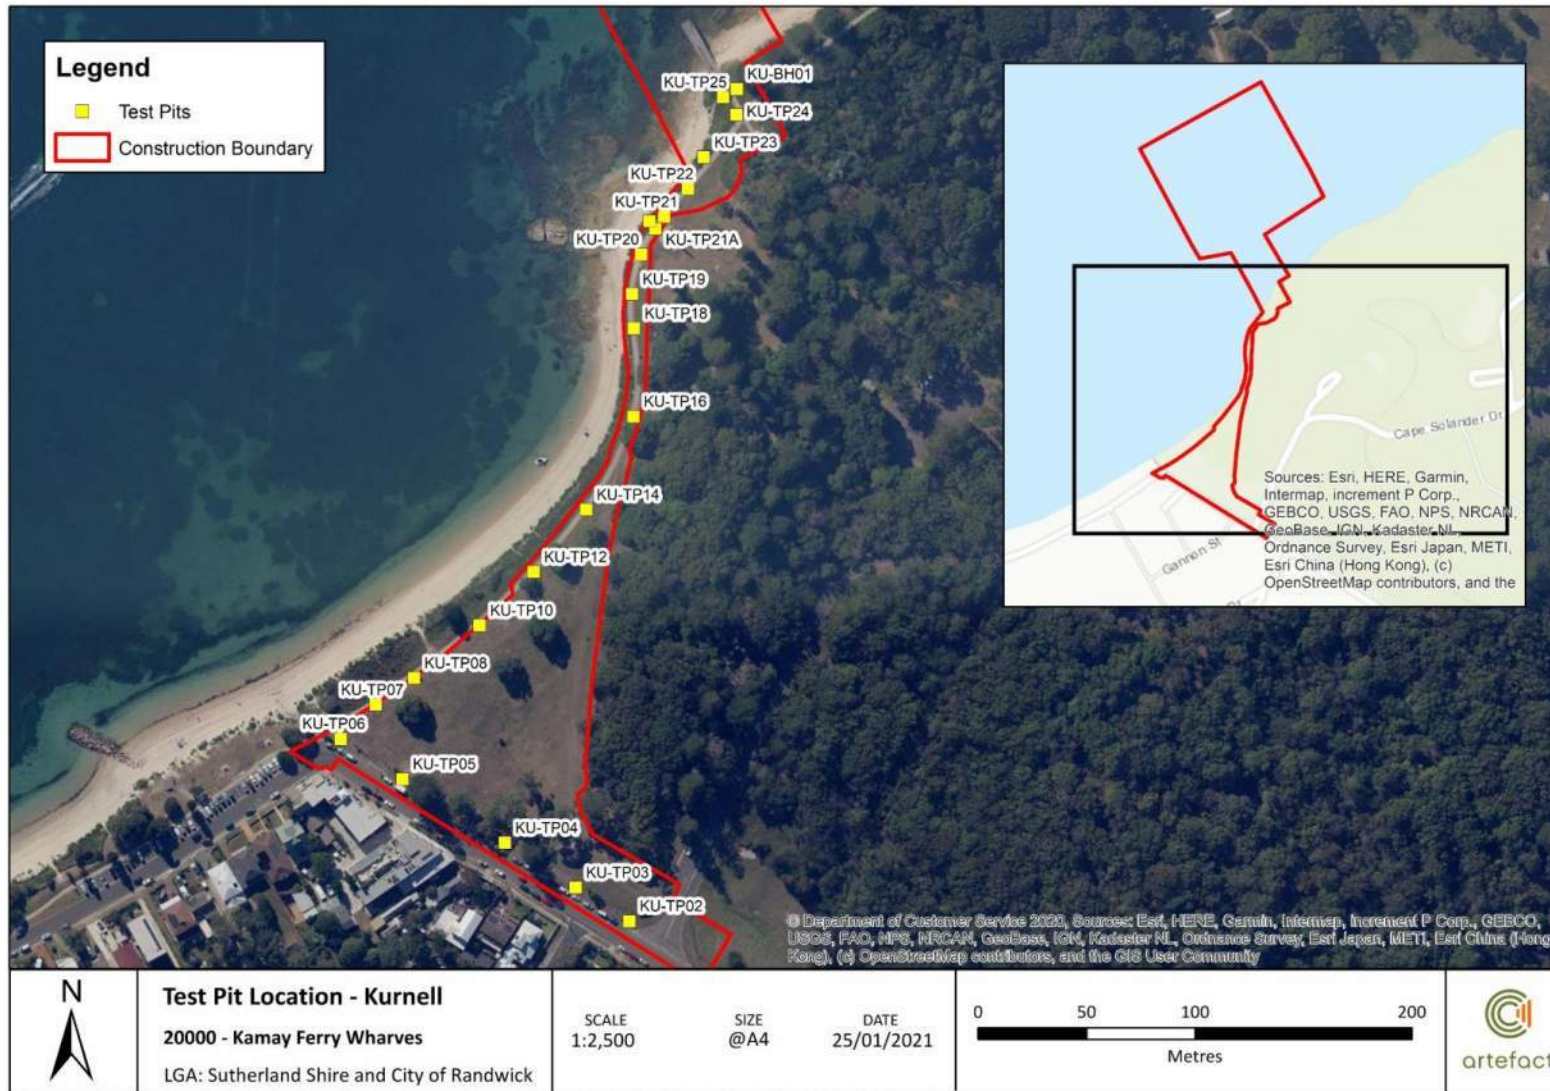 Legend
Test Pits
Construction Boundary
KU-BH01
KU-TP25
KU-TP24
KU-TP23
KU-TP22
KU-TP21
KU-TP20
KU-TP21A
KU-TP19
KU-TP18
KU-TP16
KU-TP14
KU-TP12
KU-TP10
KU-TP08
KU-TP07
KU-TP06
KU-TP05
KU-TP04
KU-TP03
KU-TP02
Cape Solander Dr
Gannon St
Sources: Esri, HERE, Garmin,
Intermap, increment P Corp.,
GEBCO, USGS, FAO, NPS, NRCAN,
GeoBase, IGN, Kadaster NL,
Ordnance Survey, Esri Japan, METI,
Esri China (Hong Kong), (c)
OpenStreetMap contributors, and the
© Department of Customer Service 2020, Sources: Esri, HERE, Garmin, Intermap, increment P Corp., GEBCO,
USGS, FAO, NPS, NRCAN, GeoBase, IGN, Kadaster NL, Ordnance Survey, Esri Japan, METI, Esri China (Hong
Kong), (c) OpenStreetMap contributors, and the GIS User Community
N
Test Pit Location - Kurnell
20000 - Kamay Ferry Wharves
LGA: Sutherland Shire and City of Randwick
SCALE
1:2,500
SIZE
@A4
DATE
25/01/2021
0 50 100 200
Metres
artefact